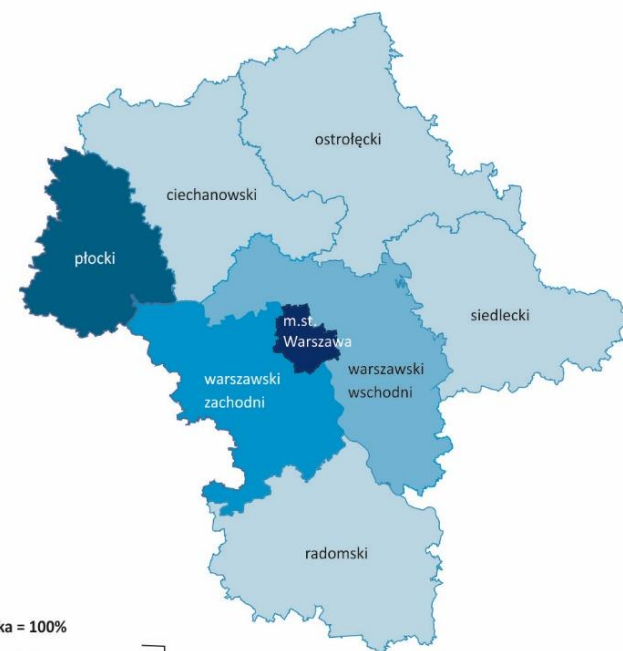 ostrołęcki
ciechanowski
płocki
siedlecki
m.st.
Warszawa
warszawski
wschodni
warszawski
zachodni
radomski
ka = 100%